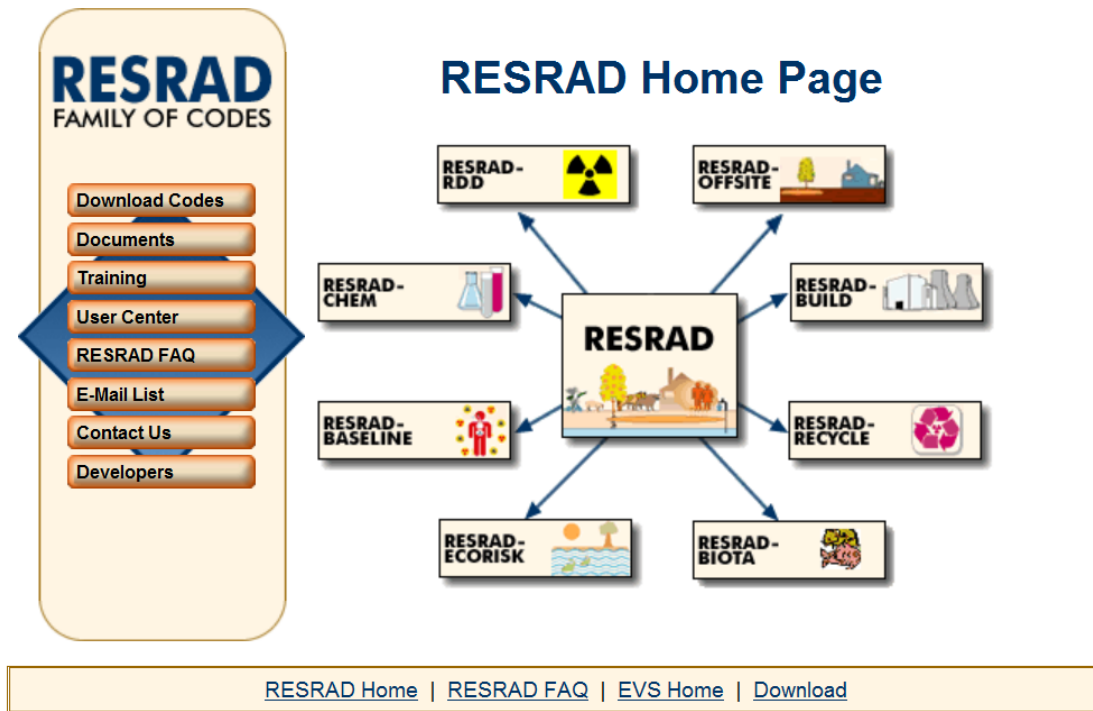 RESRAD
FAMILY OF CODES
Download Codes
Documents
Training
User Center
RESRAD FAQ
E-Mail List
Contact Us
Developers
RESRAD Home Page
RESRAD-
RDD
RESRAD-
OFFSITE
RESRAD-
CHEM
RESRAD-
BUILD
RESRAD
RESRAD-
BASELINE
RESRAD-
RECYCLE
RESRAD-
ECORISK
RESRAD-
BIOTA
RESRAD Home | RESRAD FAQ | EVS Home | Download